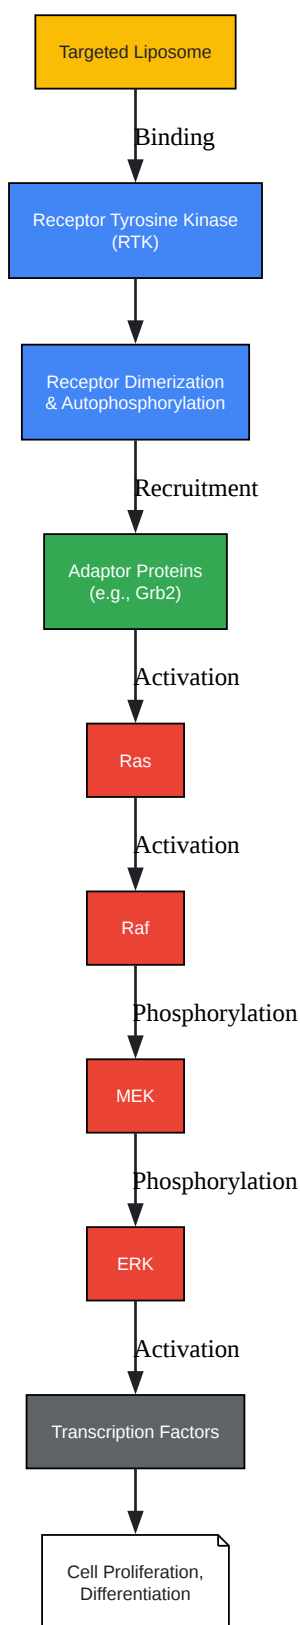 Targeted Liposome
Binding
Receptor Tyrosine Kinase
(RTK)
Receptor Dimerization
& Autophosphorylation
Recruitment
Adaptor Proteins
(e.g., Grb2)
Activation
Ras
Activation
Raf
Phosphorylation
MEK
Phosphorylation
ERK
Activation
Transcription Factors
Cell Proliferation,
Differentiation